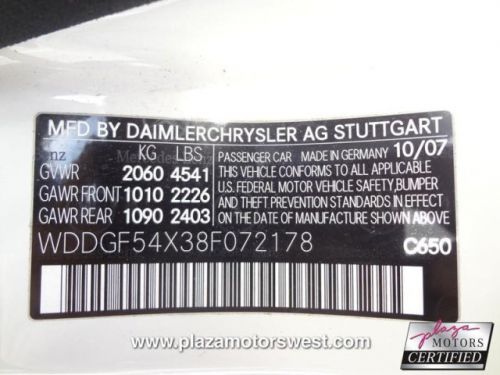 MFD BY DAIMLERCHRYSLER AG STUTTGART
KG LBS
GVWR 2060 4541
GAWR FRONT 1010 2226
GAWR REAR 1090 2403
PASSENGER CAR MADE IN GERMANY 10/07
THIS VEHICLE CONFORMS TO ALL APPLICABLE
U.S. FEDERAL MOTOR VEHICLE SAFETY, BUMPER
AND THEFT PREVENTION STANDARDS IN EFFECT
ON THE DATE OF MANUFACTURE SHOWN ABOVE
WDDGF54X38F072178 C650
www.plazamotorswest.com
plaza
MOTORS
CERTIFIED